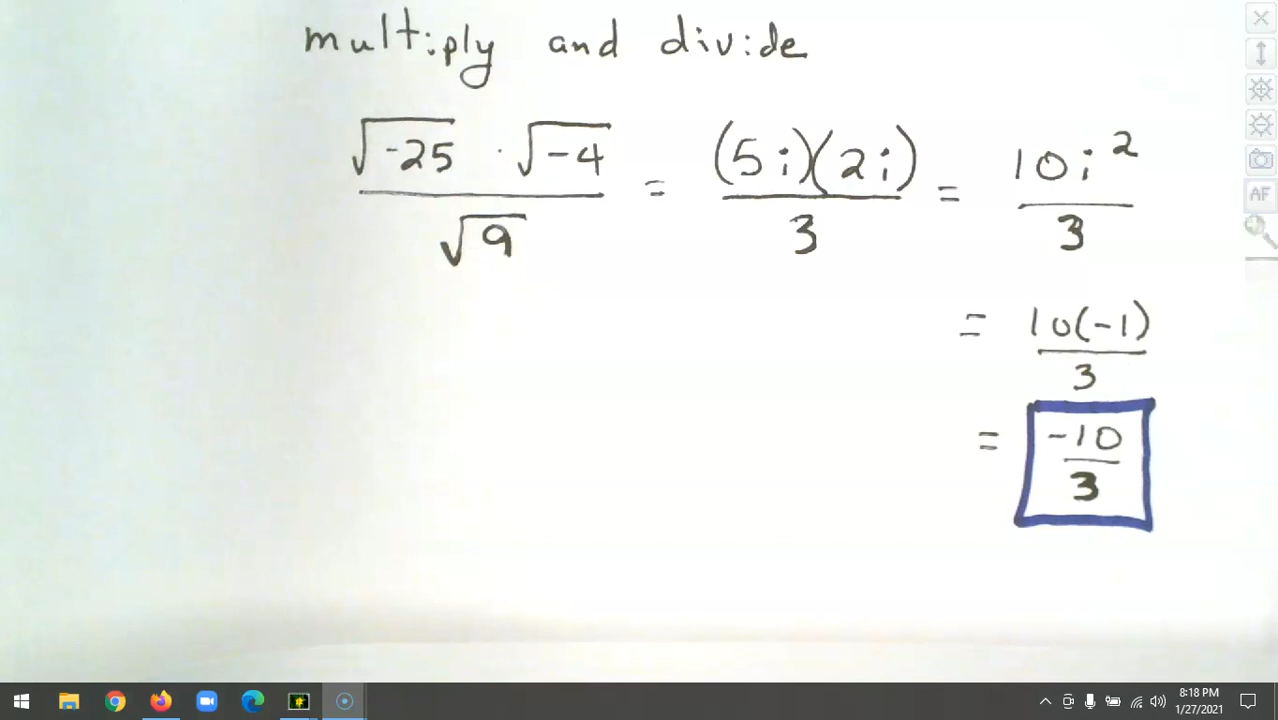 multiply and divide
√-25 · √-4 / √9 = (5i)(2i) / 3 = 10i² / 3
= 10(-1) / 3
= -10 / 3
AF
8:18 PM
1/27/2021